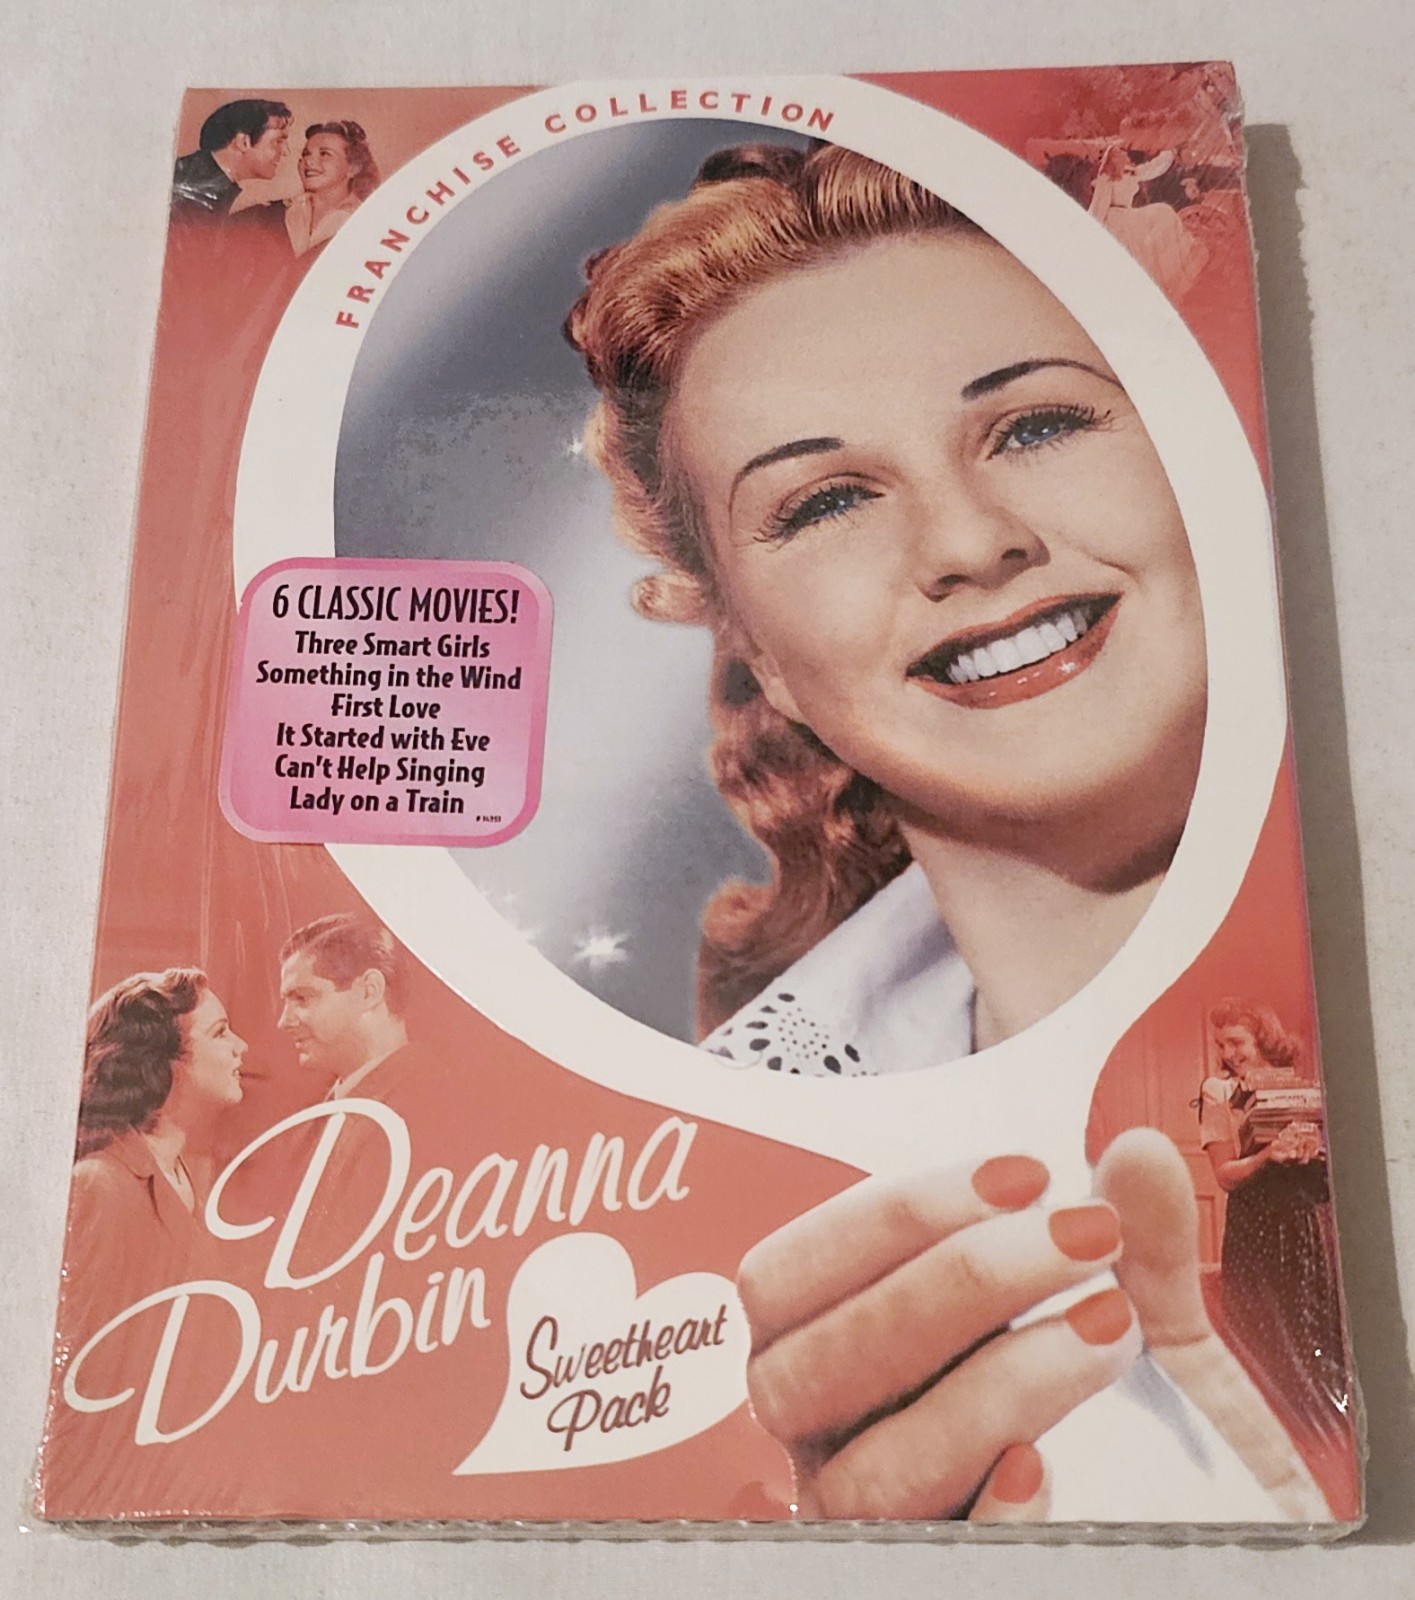 FRANCHISE COLLECTION
6 CLASSIC MOVIES!
Three Smart Girls
Something in the Wind
First Love
It Started with Eve
Can't Help Singing
Lady on a Train
Deanna
Durbin
Sweetheart
Pack